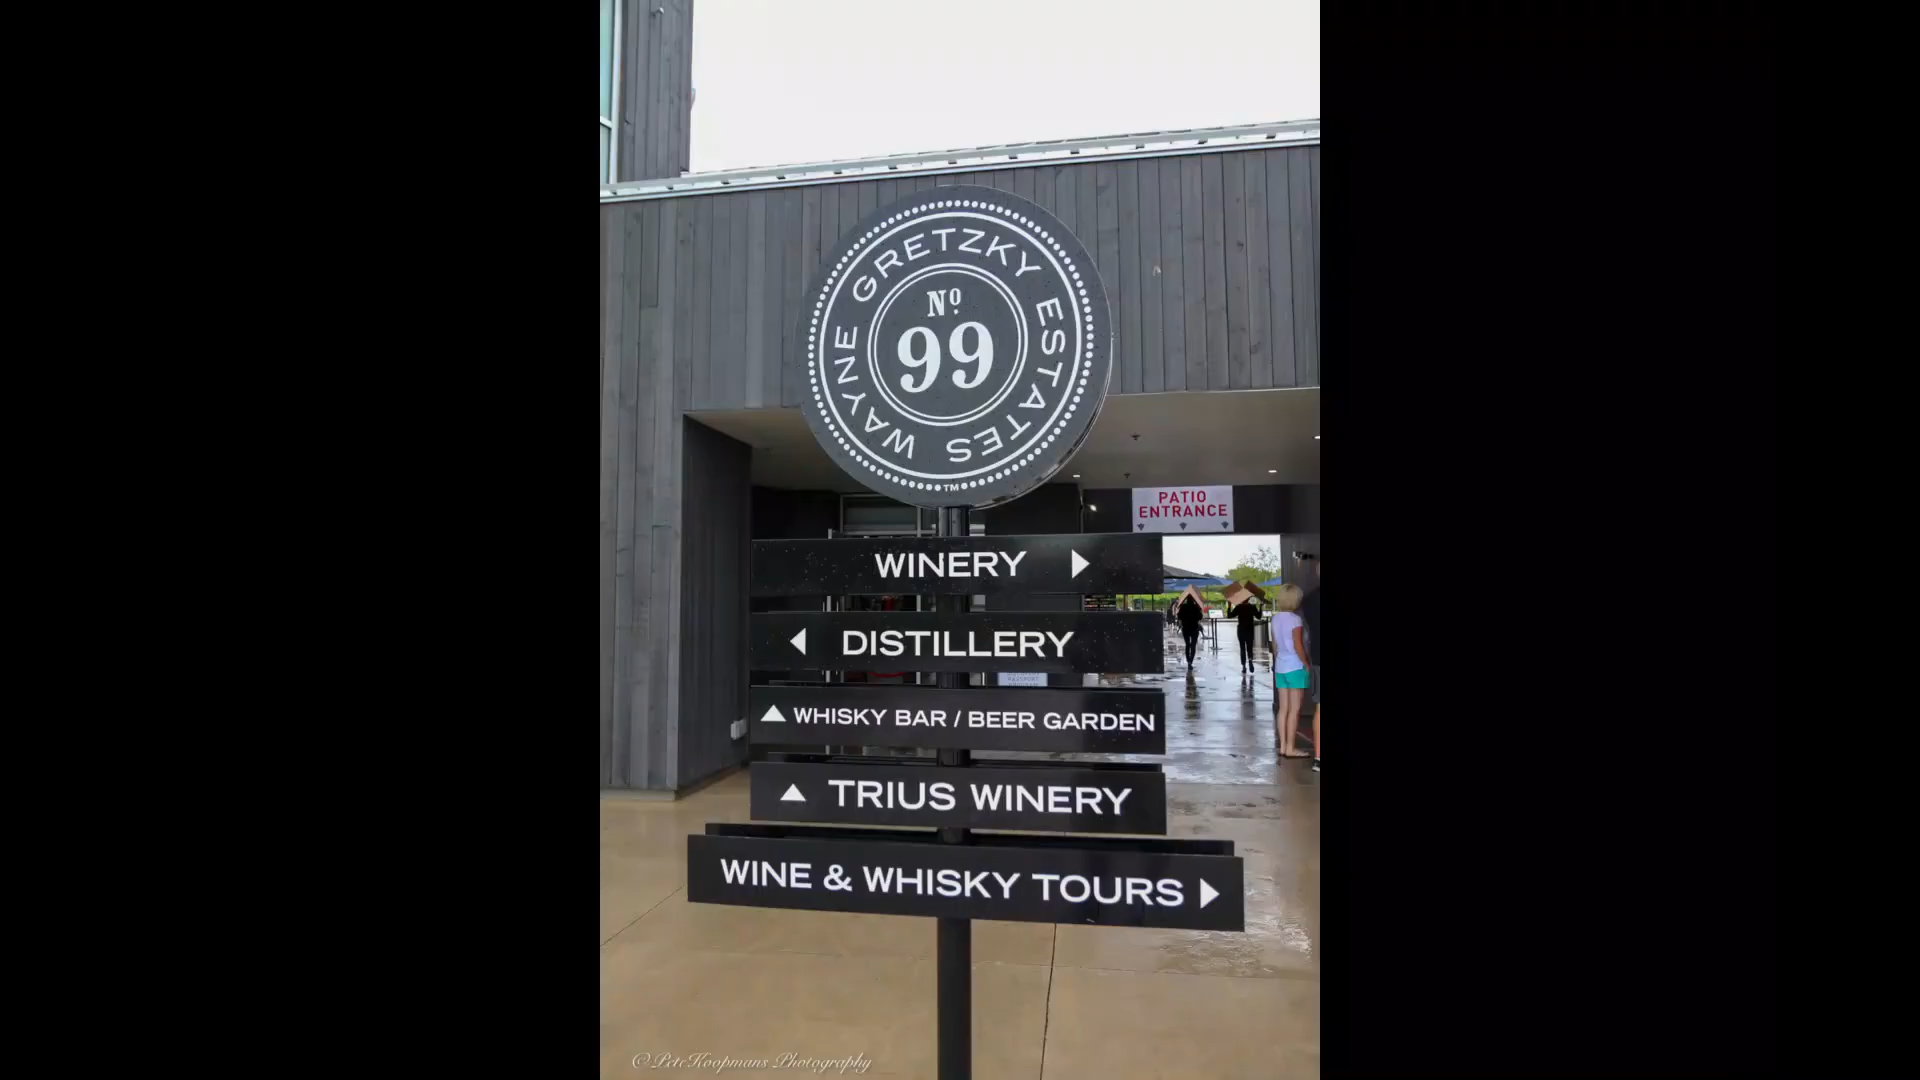 WAYNE GRETZKY ESTATES
Nº
99
TM
PATIO
ENTRANCE
WINERY
DISTILLERY
WHISKY BAR / BEER GARDEN
TRIUS WINERY
WINE & WHISKY TOURS
©PeteKoopmans Photography